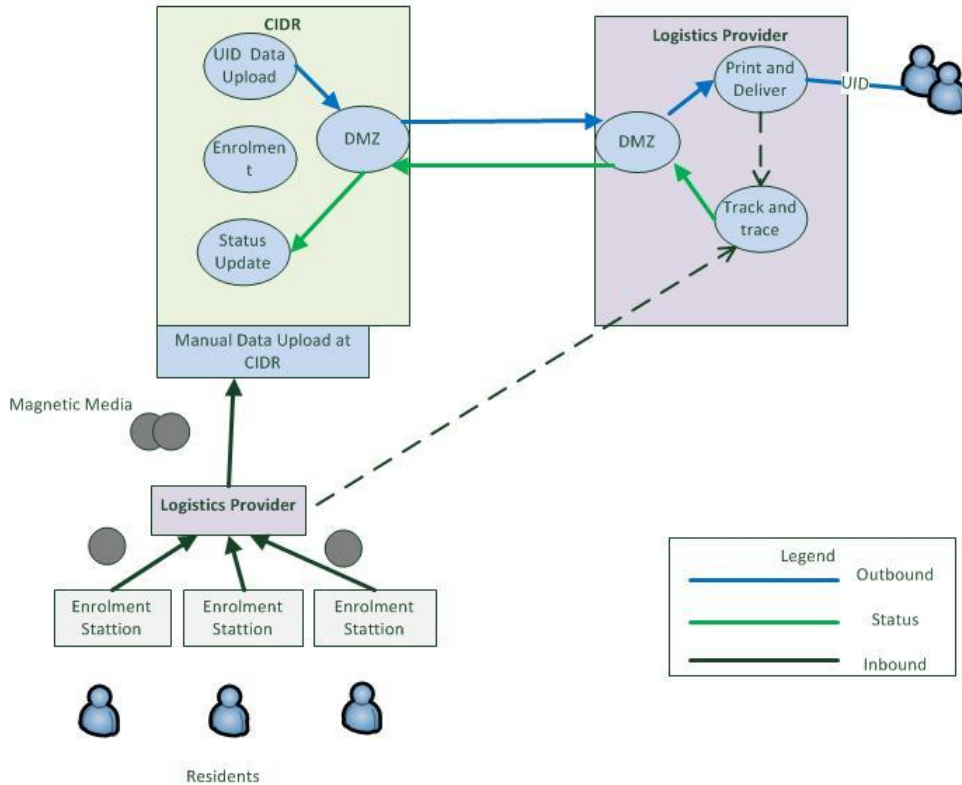 CIDR
UID Data
Upload
DMZ
Enrolmen
t
Status
Update
Manual Data Upload at
CIDR
Logistics Provider
Print and
Deliver
UID
DMZ
Track and
trace
Magnetic Media
Logistics Provider
Enrolment
Stattion
Enrolment
Stattion
Enrolment
Stattion
Residents
Legend
Outbound
Status
Inbound